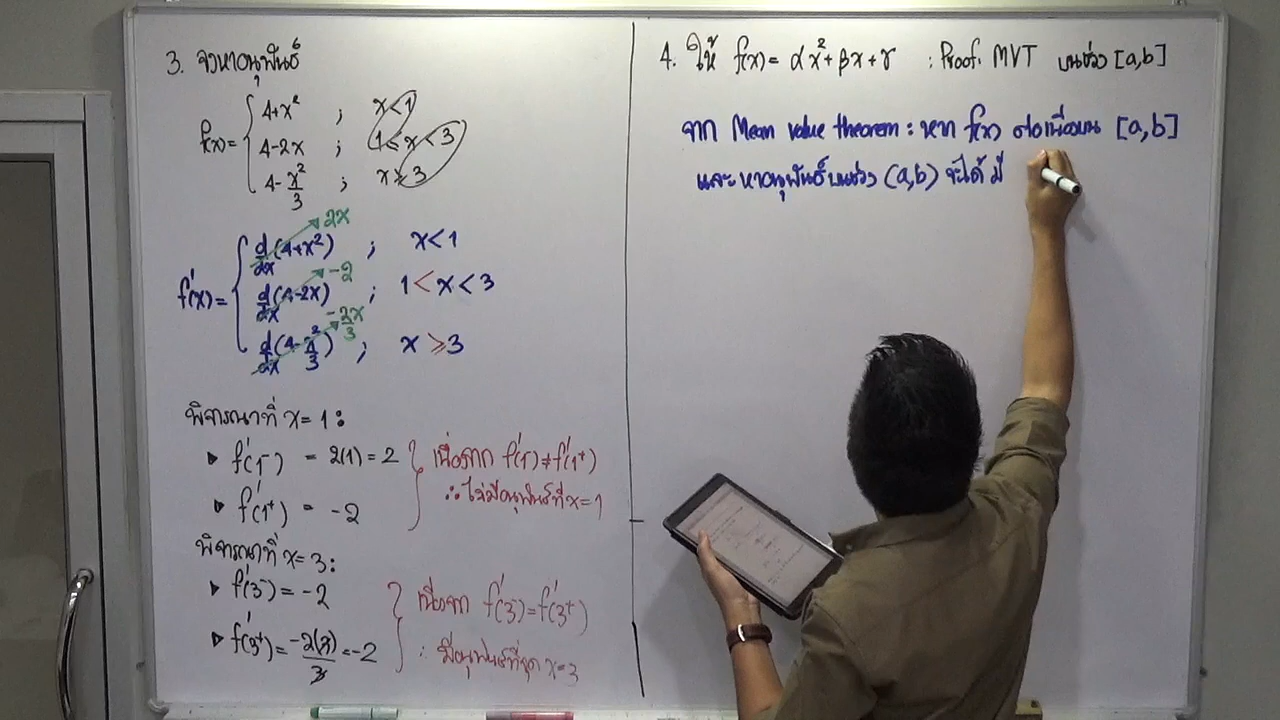 3. จงหาอนุพันธ์
f(x)= { 4+x² ; x<1
4-2x ; 1<x<3
4-x²/3 ; x≥3
f'(x)= { d/dx(4+x²) ; x<1
2x
d/dx(4-2x) ; 1<x<3
-2
d/dx(4-x²/3) ; x≥3
-2x/3
พิจารณาที่ x=1:
▸ f'(1⁻) = 2(1)=2
▸ f'(1⁺) = -2
เนื่องจาก f'(1⁻)≠f'(1⁺)
∴ ไม่มีอนุพันธ์ที่ x=1
พิจารณาที่ x=3:
▸ f'(3⁻)=-2
▸ f'(3⁺)=-2(3)/3=-2
เนื่องจาก f'(3⁻)=f'(3⁺)
∴ มีอนุพันธ์ที่จุด x=3
4. ให้ f(x)= αx²+βx+γ : Proof. MVT บนช่วง [a,b]
จาก Mean value theorem: หาก f(x) ต่อเนื่องบน [a,b]
และหาอนุพันธ์บนช่วง (a,b) จะได้ มี